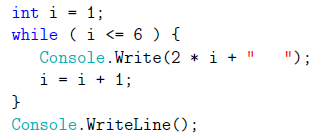 int i = 1;
while ( i <= 6 ) {
   Console.Write(2 * i + "   ");
   i = i + 1;
}
Console.WriteLine();